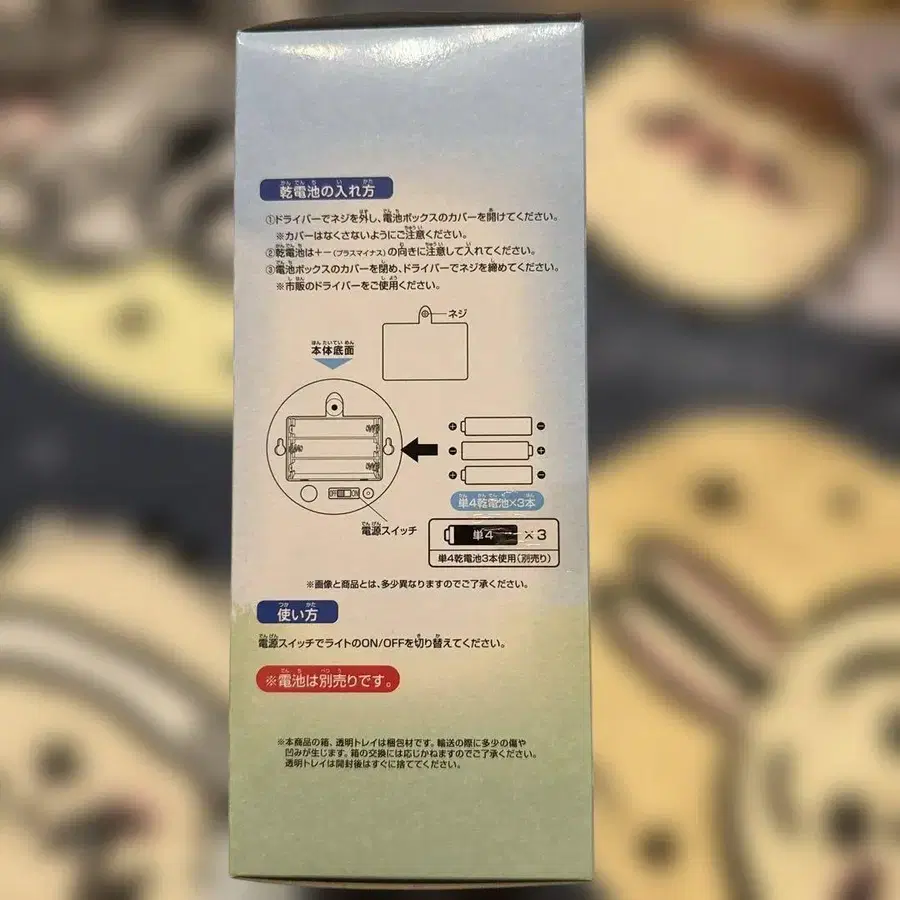 乾電池の入れ方
①ドライバーでネジを外し、電池ボックスのカバーを開けてください。
※カバーはなくさないようにご注意ください。
②乾電池は+-(プラスマイナス)の向きに注意して入れてください。
③電池ボックスのカバーを閉め、ドライバーでネジを締めてください。
※市販のドライバーをご使用ください。
ネジ
本体底面
OFF ON
単4乾電池×3本
電源スイッチ
単4 ×3
単4乾電池3本使用(別売り)
※画像と商品とは、多少異なりますのでご了承ください。
使い方
電源スイッチでライトのON/OFFを切り替えてください。
※電池は別売りです。
※本商品の箱、透明トレイは梱包材です。輸送の際に多少の傷や
凹みが生じます。箱の交換には応じかねますのでご了承ください。
透明トレイは開封後はすぐに捨ててください。